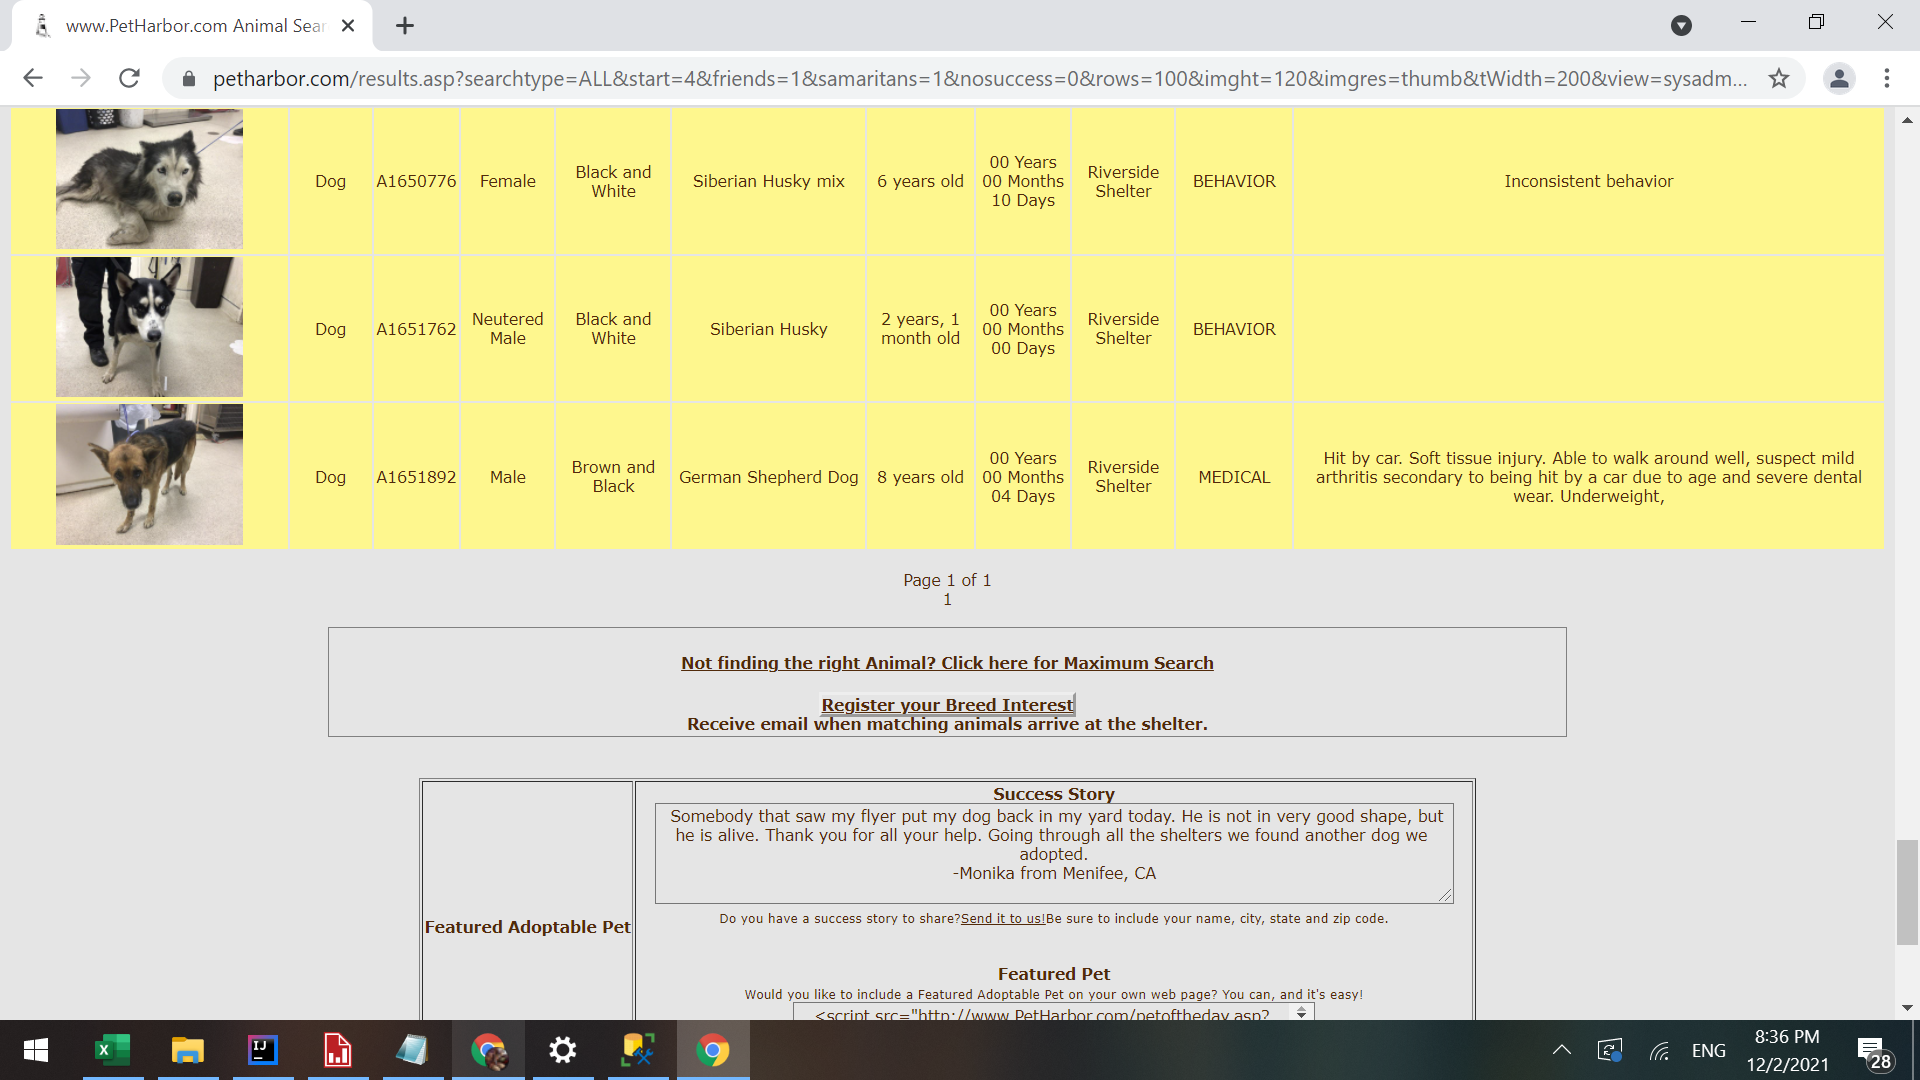 www.PetHarbor.com Animal Sear
petharbor.com/results.asp?searchtype=ALL&start=4&friends=1&samaritans=1&nosuccess=0&rows=100&imght=120&imgres=thumb&tWidth=200&view=sysadm...
Dog
A1650776
Female
Black and
White
Siberian Husky mix
6 years old
00 Years
00 Months
10 Days
Riverside
Shelter
BEHAVIOR
Inconsistent behavior
Dog
A1651762
Neutered
Male
Black and
White
Siberian Husky
2 years, 1
month old
00 Years
00 Months
00 Days
Riverside
Shelter
BEHAVIOR
Dog
A1651892
Male
Brown and
Black
German Shepherd Dog
8 years old
00 Years
00 Months
04 Days
Riverside
Shelter
MEDICAL
Hit by car. Soft tissue injury. Able to walk around well, suspect mild
arthritis secondary to being hit by a car due to age and severe dental
wear. Underweight,
Page 1 of 1
1
Not finding the right Animal? Click here for Maximum Search
Register your Breed Interest
Receive email when matching animals arrive at the shelter.
Featured Adoptable Pet
Success Story
Somebody that saw my flyer put my dog back in my yard today. He is not in very good shape, but
he is alive. Thank you for all your help. Going through all the shelters we found another dog we
adopted.
-Monika from Menifee, CA
Do you have a success story to share?Send it to us!Be sure to include your name, city, state and zip code.
Featured Pet
Would you like to include a Featured Adoptable Pet on your own web page? You can, and it's easy!
<script src="http://www.PetHarbor.com/petoftheday.asp?
X
IJ
ENG
8:36 PM
12/2/2021
28